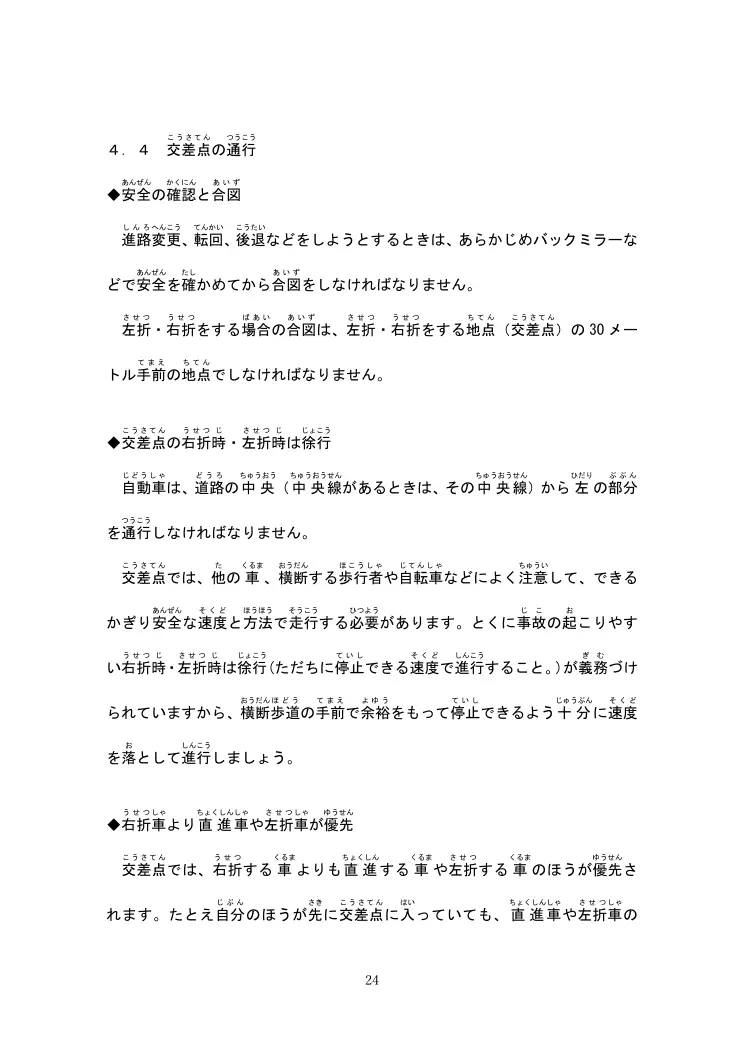 ４．４　交差点の通行
◆安全の確認と合図
進路変更、転回、後退などをしようとするときは、あらかじめバックミラーな
どで安全を確かめてから合図をしなければなりません。
左折・右折をする場合の合図は、左折・右折をする地点（交差点）の 30 メー
トル手前の地点でしなければなりません。
◆交差点の右折時・左折時は徐行
自動車は、道路の中央（中央線があるときは、その中央線）から左の部分
を通行しなければなりません。
交差点では、他の車、横断する歩行者や自転車などによく注意して、できる
かぎり安全な速度と方法で走行する必要があります。とくに事故の起こりやす
い右折時・左折時は徐行（ただちに停止できる速度で進行すること。）が義務づけ
られていますから、横断歩道の手前で余裕をもって停止できるよう十分に速度
を落として進行しましょう。
◆右折車より直進車や左折車が優先
交差点では、右折する車よりも直進する車や左折する車のほうが優先さ
れます。たとえ自分のほうが先に交差点に入っていても、直進車や左折車の
24